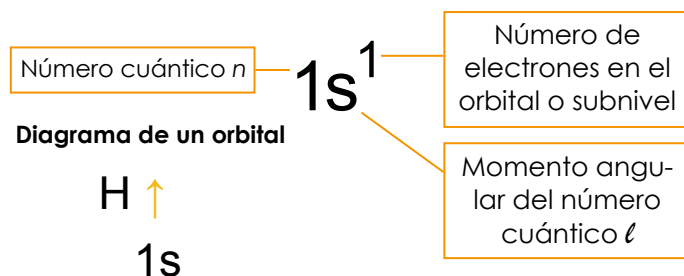 Número cuántico n
1s1
Número de
electrones en el
orbital o subnivel
Diagrama de un orbital
Momento angu-
lar del número
cuántico ℓ
H ↑
1s